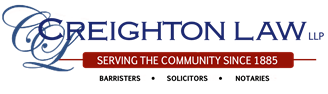 CREIGHTON LAW LLP
SERVING THE COMMUNITY SINCE 1885
BARRISTERS • SOLICITORS • NOTARIES